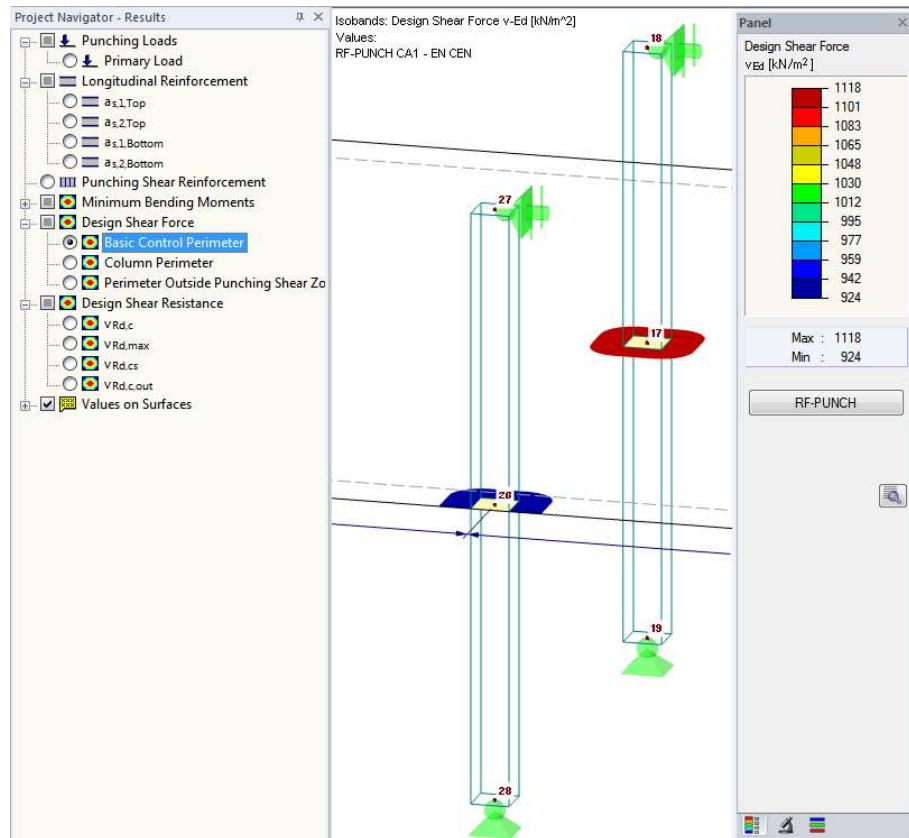 Project Navigator - Results
Punching Loads
Primary Load
Longitudinal Reinforcement
as,1,Top
as,2,Top
as,1,Bottom
as,2,Bottom
Punching Shear Reinforcement
Minimum Bending Moments
Design Shear Force
Basic Control Perimeter
Column Perimeter
Perimeter Outside Punching Shear Zo
Design Shear Resistance
vRd,c
vRd,max
vRd,cs
vRd,c,out
Values on Surfaces
Isobands: Design Shear Force v-Ed [kN/m^2]
Values:
RF-PUNCH CA1 - EN CEN
18
27
17
26
19
28
Panel
Design Shear Force
vEd [kN/m²]
1118
1101
1083
1065
1048
1030
1012
995
977
959
942
924
Max : 1118
Min : 924
RF-PUNCH